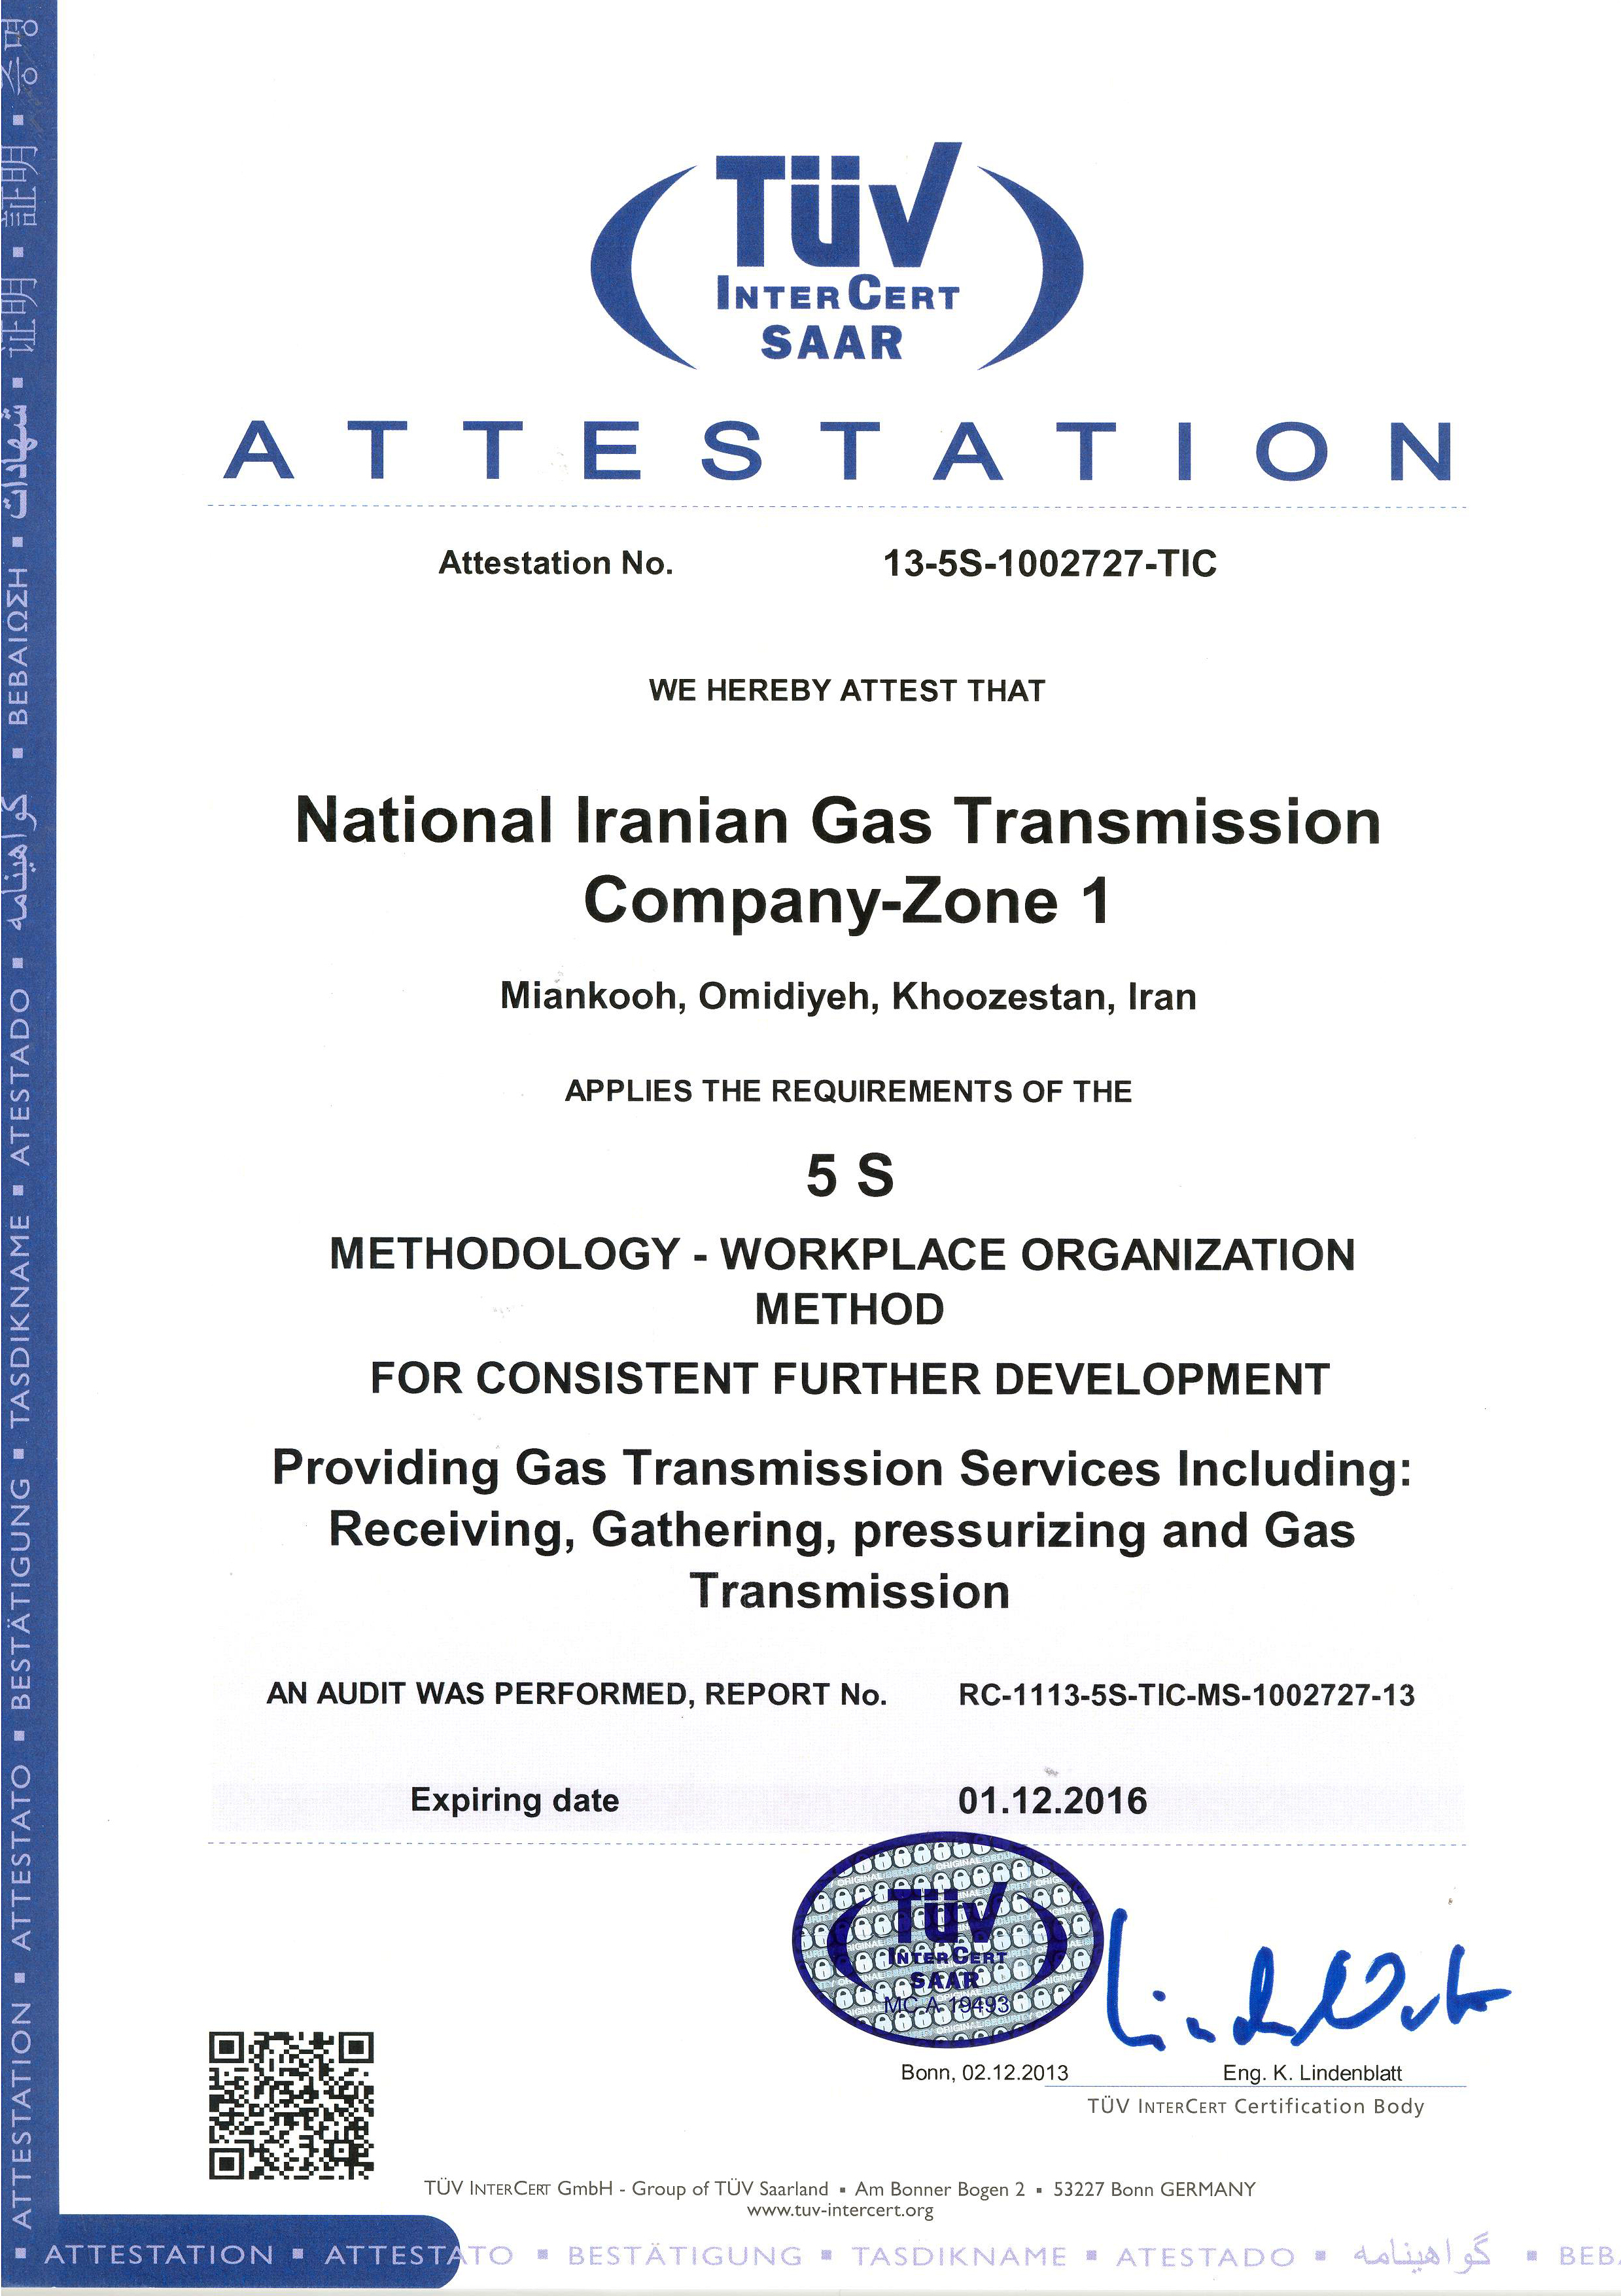 TÜV
INTERCERT
SAAR
ATTESTATION
Attestation No. 13-5S-1002727-TIC
WE HEREBY ATTEST THAT
National Iranian Gas Transmission
Company-Zone 1
Miankooh, Omidiyeh, Khoozestan, Iran
APPLIES THE REQUIREMENTS OF THE
5 S
METHODOLOGY - WORKPLACE ORGANIZATION
METHOD
FOR CONSISTENT FURTHER DEVELOPMENT
Providing Gas Transmission Services Including:
Receiving, Gathering, pressurizing and Gas
Transmission
AN AUDIT WAS PERFORMED, REPORT No. RC-1113-5S-TIC-MS-1002727-13
Expiring date 01.12.2016
TÜV
INTERCERT
SAAR
MC A 19493
Bonn, 02.12.2013 Eng. K. Lindenblatt
TÜV INTERCERT Certification Body
TÜV INTERCERT GmbH - Group of TÜV Saarland ▪ Am Bonner Bogen 2 ▪ 53227 Bonn GERMANY
www.tuv-intercert.org
▪ ATTESTATION ▪ ATTESTATO ▪ BESTÄTIGUNG ▪ TASDIKNAME ▪ ATESTADO ▪ گواهینامه ▪ BEB
ATTESTATION ▪ ATTESTATO ▪ BESTÄTIGUNG ▪ TASDIKNAME ▪ ATESTADO ▪ گواهینامه ▪ ΒΕΒΑΙΩΣΗ ▪ شهادات ▪ 证明 ▪ 証明 ▪ 증명